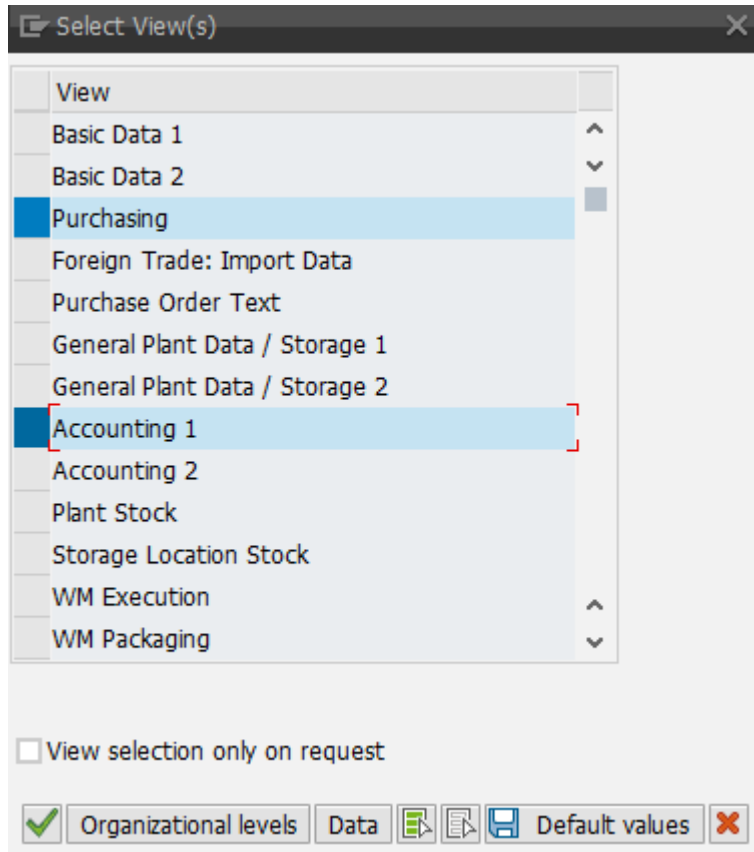 Select View(s)
View
Basic Data 1
Basic Data 2
Purchasing
Foreign Trade: Import Data
Purchase Order Text
General Plant Data / Storage 1
General Plant Data / Storage 2
Accounting 1
Accounting 2
Plant Stock
Storage Location Stock
WM Execution
WM Packaging
View selection only on request
Organizational levels Data Default values